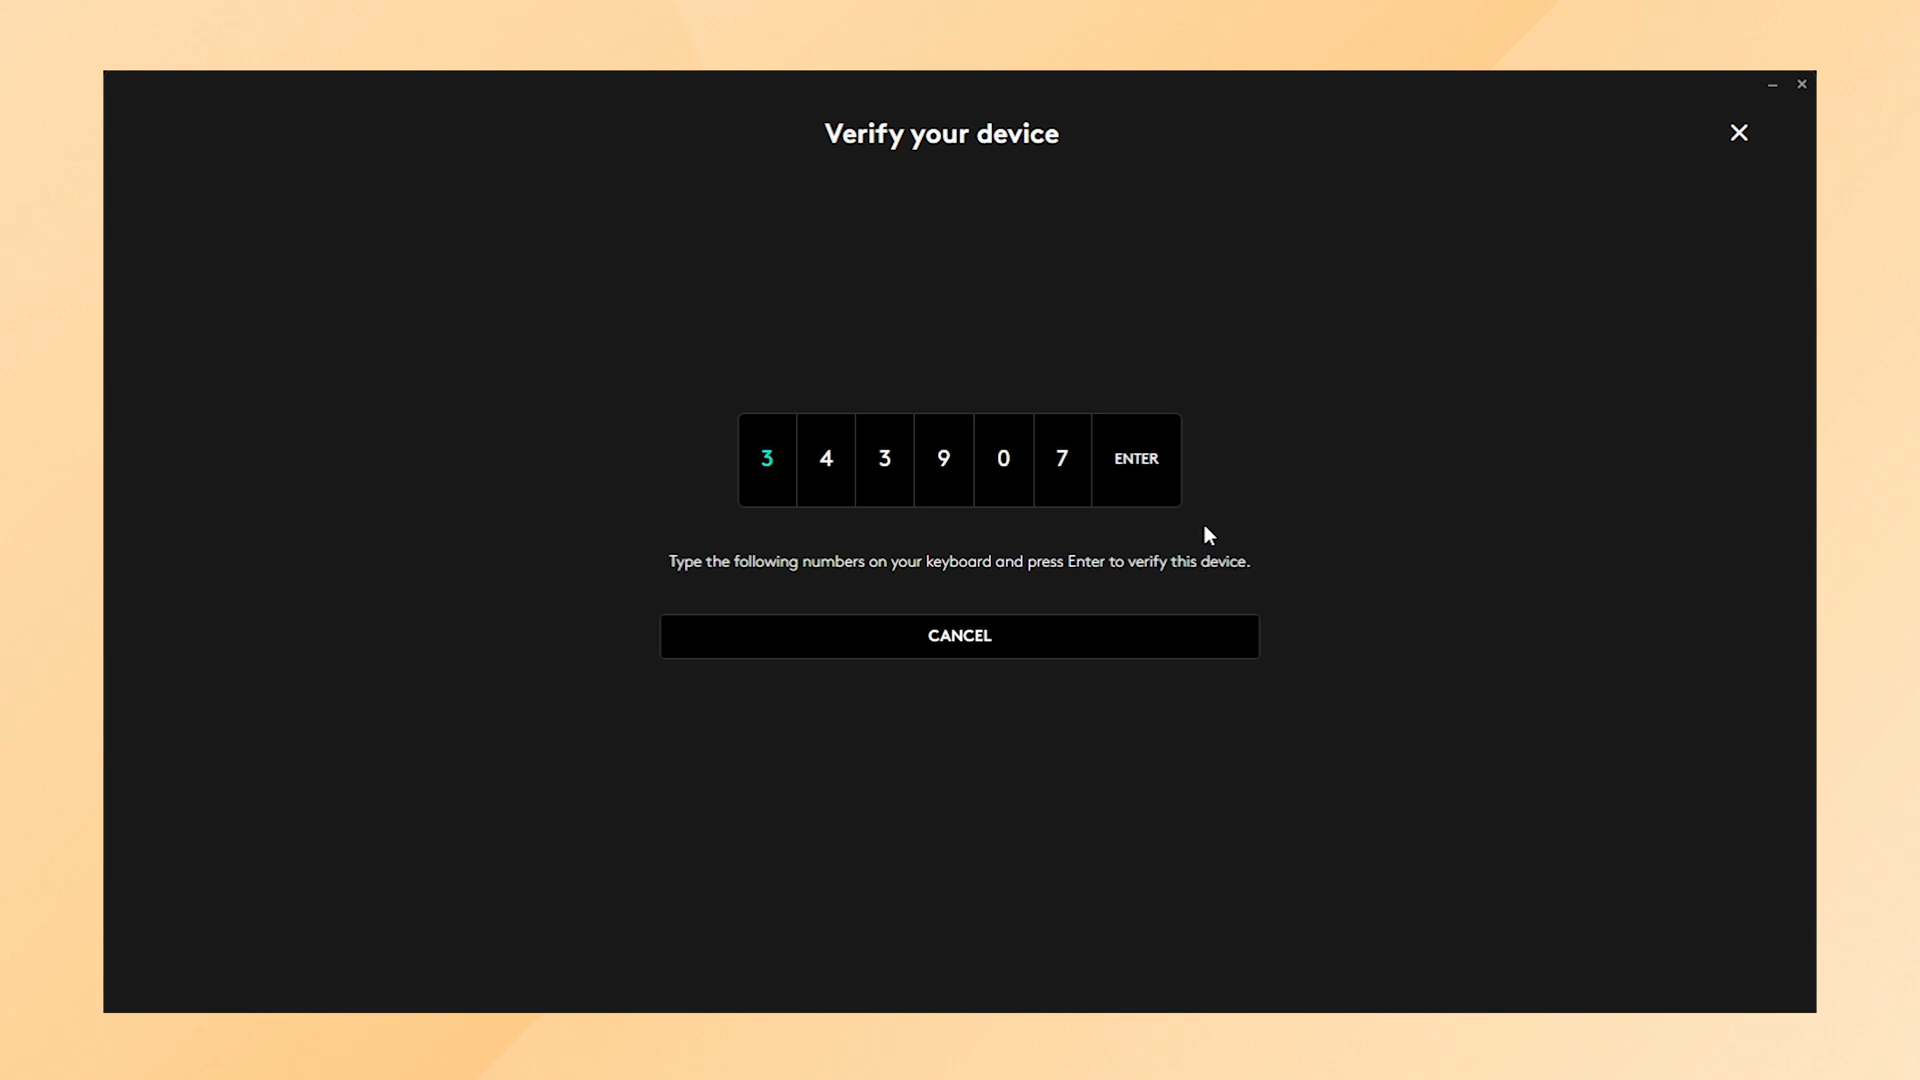 Verify your device
3 4 3 9 0 7 ENTER
Type the following numbers on your keyboard and press Enter to verify this device.
CANCEL